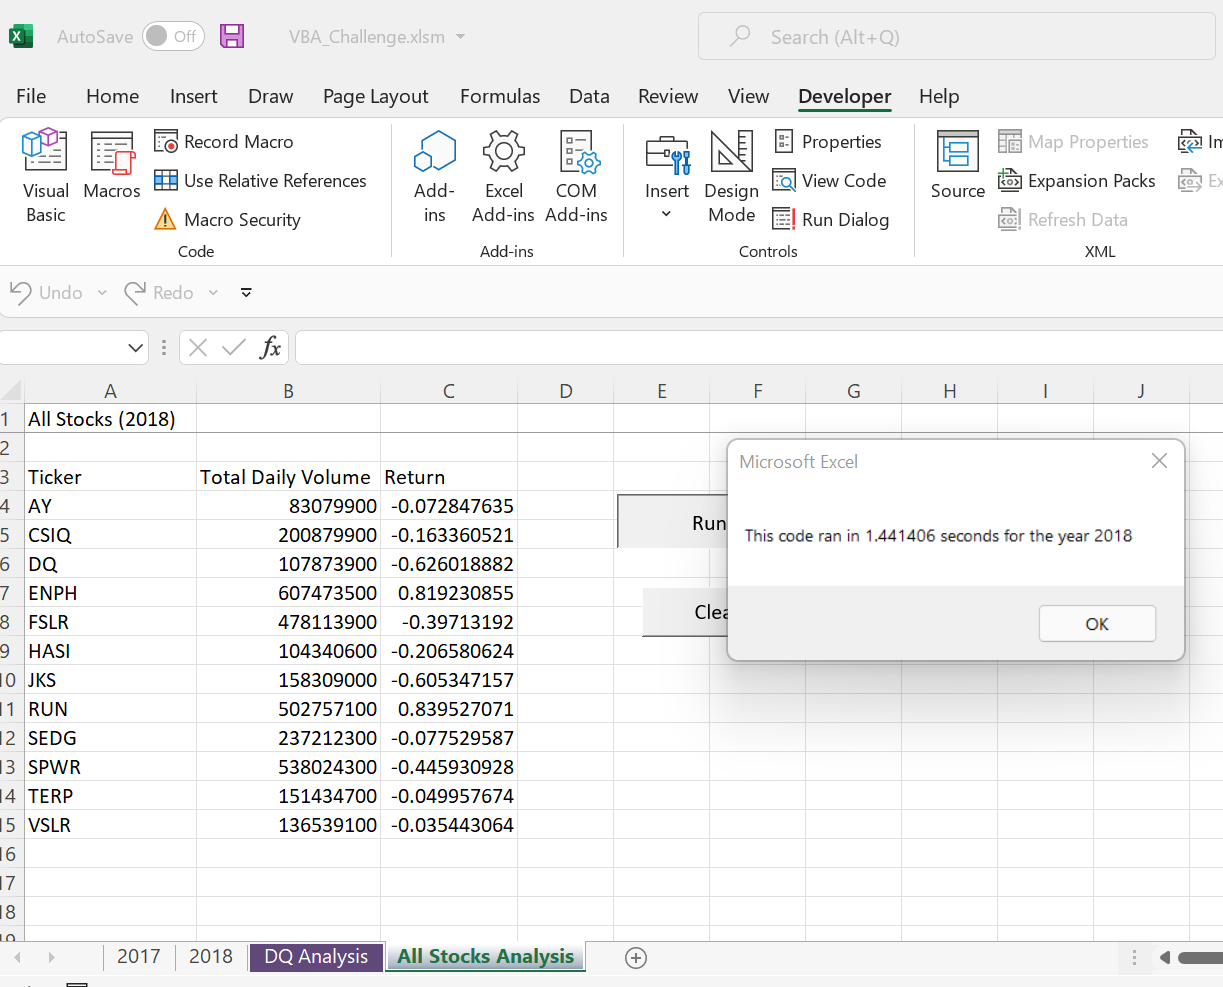 AutoSave Off VBA_Challenge.xlsm Search (Alt+Q)
File Home Insert Draw Page Layout Formulas Data Review View Developer Help
Visual Basic
Macros
Record Macro
Use Relative References
Macro Security
Code
Add-ins
Excel Add-ins
COM Add-ins
Add-ins
Insert
Design Mode
Properties
View Code
Run Dialog
Controls
Source
Map Properties
Expansion Packs
Refresh Data
XML
Undo Redo
fx
A B C D E F G H I J
1 All Stocks (2018)
2
3 Ticker Total Daily Volume Return
4 AY 83079900 -0.072847635
5 CSIQ 200879900 -0.163360521
6 DQ 107873900 -0.626018882
7 ENPH 607473500 0.819230855
8 FSLR 478113900 -0.39713192
9 HASI 104340600 -0.206580624
10 JKS 158309000 -0.605347157
11 RUN 502757100 0.839527071
12 SEDG 237212300 -0.077529587
13 SPWR 538024300 -0.445930928
14 TERP 151434700 -0.049957674
15 VSLR 136539100 -0.035443064
16
17
18
19
Run
Microsoft Excel
This code ran in 1.441406 seconds for the year 2018
OK
2017 2018 DQ Analysis All Stocks Analysis